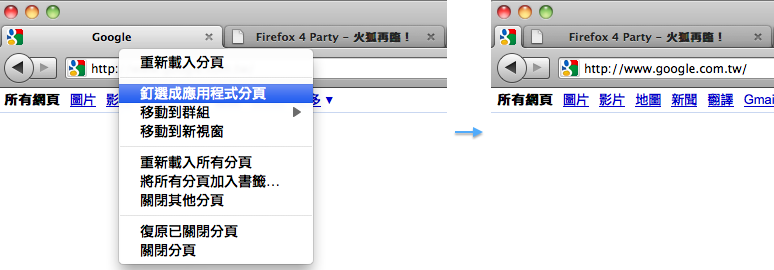 Google
Firefox 4 Party – 火狐再臨！
http:
所有網頁 圖片 多 ▼
重新載入分頁
釘選成應用程式分頁
移動到群組
移動到新視窗
重新載入所有分頁
將所有分頁加入書籤…
關閉其他分頁
復原已關閉分頁
關閉分頁
Firefox 4 Party – 火狐再臨！
http://www.google.com.tw/
所有網頁 圖片 影片 地圖 新聞 翻譯 Gmai